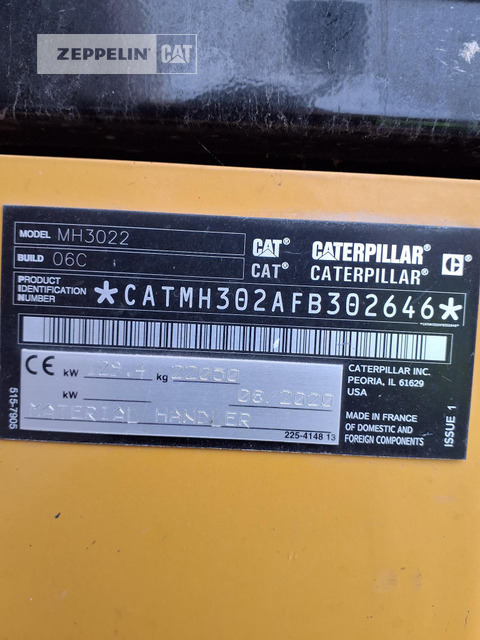 ZEPPELIN CAT
MODEL MH3022
BUILD 06C
CAT® CATERPILLAR®
CAT® CATERPILLAR®
PRODUCT IDENTIFICATION NUMBER *CATMH302AFB302646*
CE kW 129.4 kg 22050
kW 08/2020
MATERIAL HANDLER
225-4148 13
515-7906
CATERPILLAR INC.
PEORIA, IL 61629
USA
MADE IN FRANCE
OF DOMESTIC AND
FOREIGN COMPONENTS
ISSUE 1